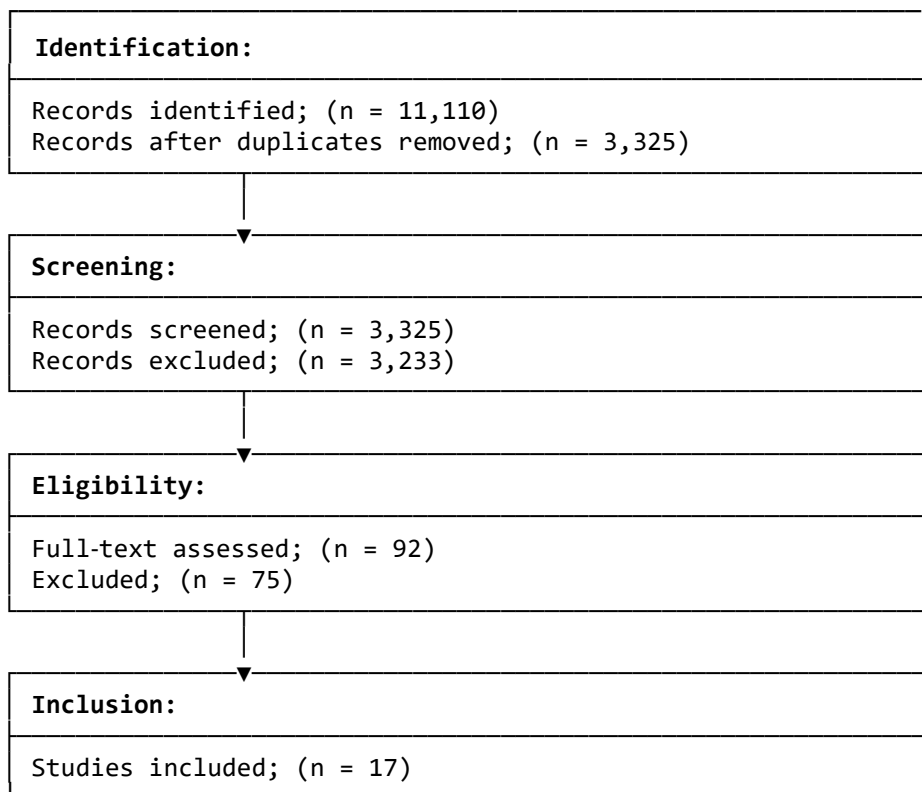 Identification:
Records identified; (n = 11,110)
Records after duplicates removed; (n = 3,325)
Screening:
Records screened; (n = 3,325)
Records excluded; (n = 3,233)
Eligibility:
Full-text assessed; (n = 92)
Excluded; (n = 75)
Inclusion:
Studies included; (n = 17)